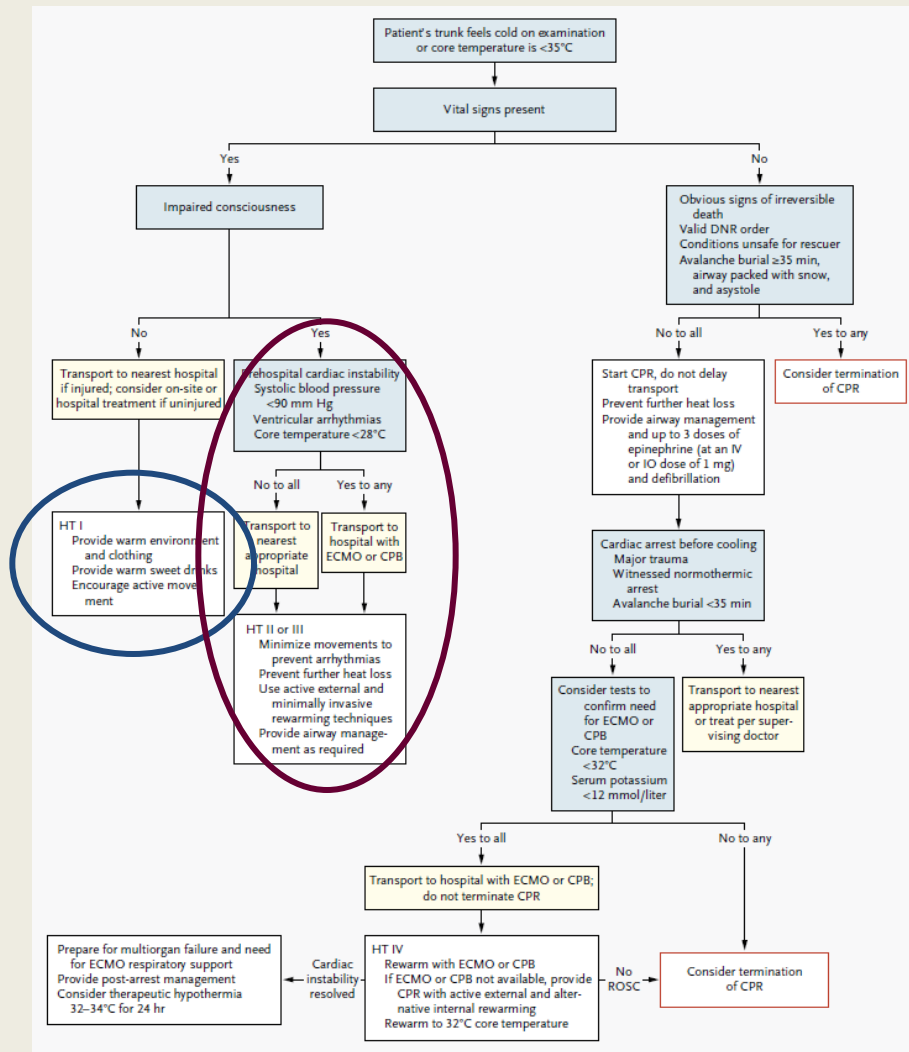 Patient's trunk feels cold on examination
or core temperature is <35°C
Vital signs present
Yes
No
Impaired consciousness
Obvious signs of irreversible
death
Valid DNR order
Conditions unsafe for rescuer
Avalanche burial ≥35 min,
airway packed with snow,
and asystole
No
Yes
No to all
Yes to any
Transport to nearest hospital
if injured; consider on-site or
hospital treatment if uninjured
Prehospital cardiac instability
Systolic blood pressure
<90 mm Hg
Ventricular arrhythmias
Core temperature <28°C
Start CPR, do not delay
transport
Prevent further heat loss
Provide airway management
and up to 3 doses of
epinephrine (at an IV
or IO dose of 1 mg)
and defibrillation
Consider termination
of CPR
No to all
Yes to any
HT I
Provide warm environment
and clothing
Provide warm sweet drinks
Encourage active move-
ment
Transport to
nearest
appropriate
hospital
Transport to
hospital with
ECMO or CPB
Cardiac arrest before cooling
Major trauma
Witnessed normothermic
arrest
Avalanche burial <35 min
HT II or III
Minimize movements to
prevent arrhythmias
Prevent further heat loss
Use active external and
minimally invasive
rewarming techniques
Provide airway manage-
ment as required
No to all
Yes to any
Consider tests to
confirm need
for ECMO or
CPB
Core temperature
<32°C
Serum potassium
<12 mmol/liter
Transport to nearest
appropriate hospital
or treat per super-
vising doctor
Yes to all
No to any
Transport to hospital with ECMO or CPB;
do not terminate CPR
Prepare for multiorgan failure and need
for ECMO respiratory support
Provide post-arrest management
Consider therapeutic hypothermia
32–34°C for 24 hr
Cardiac
instability
resolved
HT IV
Rewarm with ECMO or CPB
If ECMO or CPB not available, provide
CPR with active external and alter-
native internal rewarming
Rewarm to 32°C core temperature
No
ROSC
Consider termination
of CPR